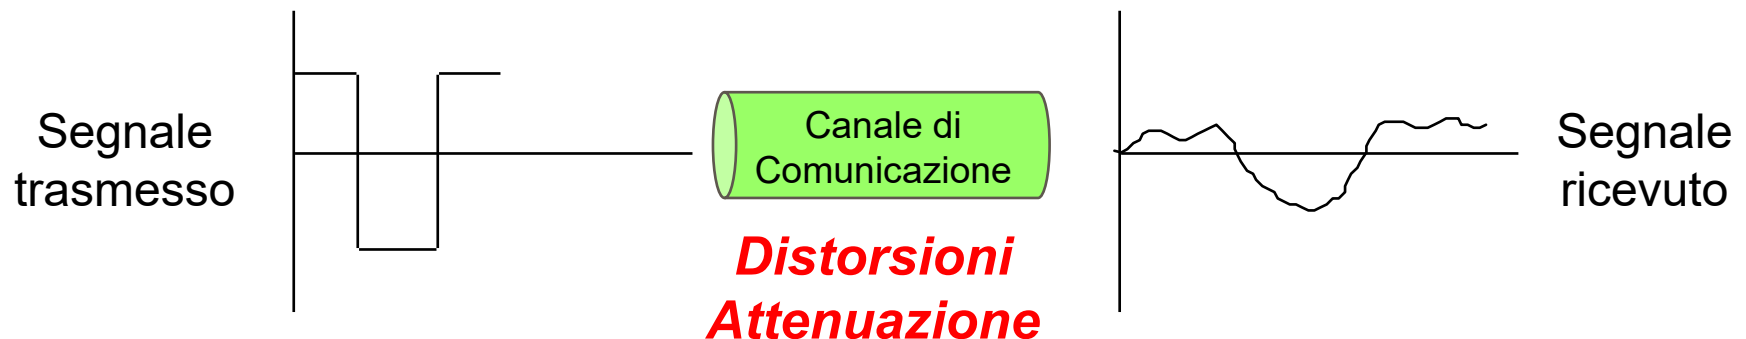 Segnale
trasmesso
Canale di
Comunicazione
Distorsioni
Attenuazione
Segnale
ricevuto